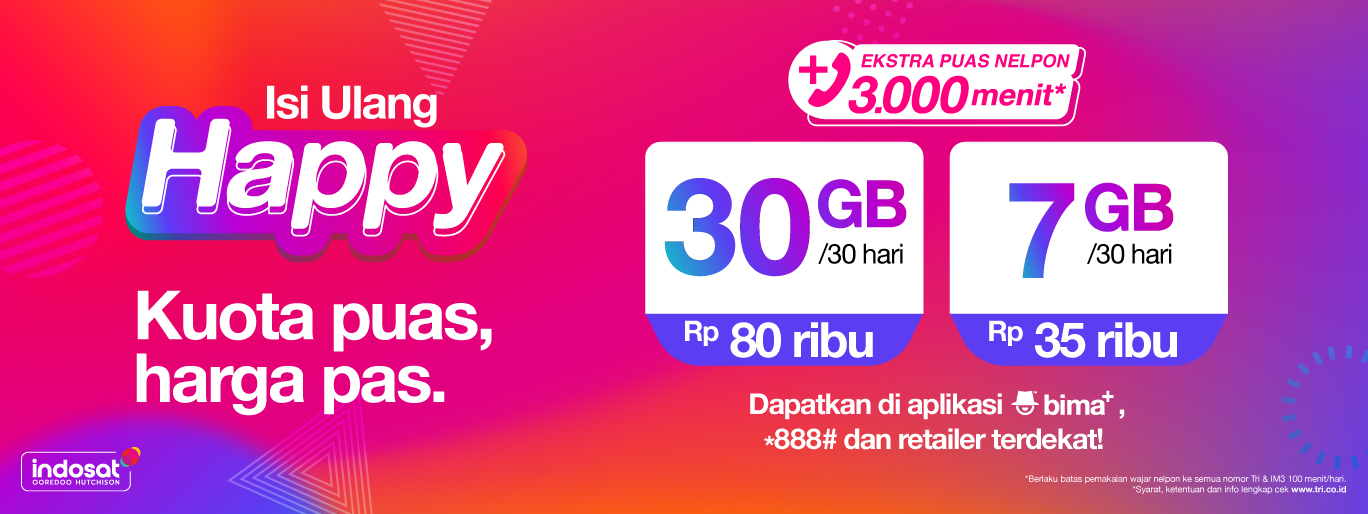 Isi Ulang
Happy
Kuota puas,
harga pas.
indosat
OOREDOO HUTCHISON
+ EKSTRA PUAS NELPON
3.000 menit*
30 GB
/30 hari
Rp 80 ribu
7 GB
/30 hari
Rp 35 ribu
Dapatkan di aplikasi bima+ ,
*888# dan retailer terdekat!
*Berlaku batas pemakaian wajar nelpon ke semua nomor Tri & IM3 100 menit/hari.
*Syarat, ketentuan dan info lengkap cek www.tri.co.id